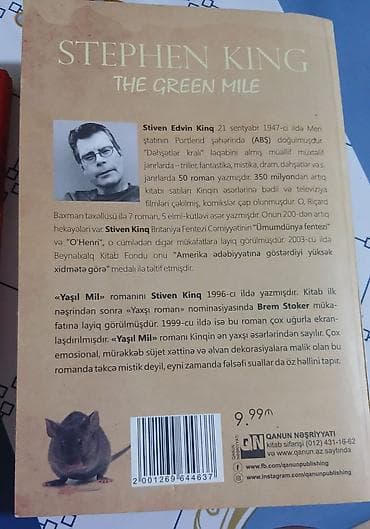 STEPHEN KING
THE GREEN MILE
Stiven Edvin Kinq 21 sentyabr 1947-ci ildə Men
ştatının Portlend şəhərində (ABŞ) doğulmuşdur.
"Dəhşətlər kralı" ləqəbini almış müəllif müxtəlif
janrlarda – triller, fantastika, mistika, dram, dəhşət və s.
janrlarda 50 roman yazmışdır. 350 milyondan artıq
kitabı satılan Kinqin əsərlərinə bədii və televiziya
filmləri çəkilmiş, komikslər çap olunmuşdur. O, Riçard
Baxman təxəllüsü ilə 7 roman, 5 elmi-kütləvi əsər yazmışdır. Onun 200-dən artıq
hekayələri var. Stiven Kinq Britaniya Fentezi Cəmiyyətinin "Ümumdünya fentezi"
və "O'Henri", o cümlədən digər mükafatlara layiq görülmüşdür. 2003-cü ildə
Beynəlxalq Kitab Fondu onu "Amerika ədəbiyyatına göstərdiyi yüksək
xidmətə görə" medalı ilə təltif etmişdir.
«Yaşıl Mil» romanını Stiven Kinq 1996-cı ildə yazmışdır. Kitab ilk
nəşrindən sonra «Yaxşı roman» nominasiyasında Brem Stoker müka-
fatına layiq görülmüşdür. 1999-cu ildə isə bu roman çox uğurla ekran-
laşdırılmışdır. «Yaşıl Mil» romanı Kinqin ən yaxşı əsərlərindən sayılır. Çox
emosional, mürəkkəb süjet xəttinə və əlvan dekorasiyalara malik olan bu
romanda təkcə mistik deyil, eyni zamanda fəlsəfi suallar da öz həllini tapır.
9.99₼
QN
QANUN NƏŞRİYYATI
kitab sifarişi (012) 431-16-62
və www.qanun.az saytında
www.fb.com/qanunpublishing
www.instagram.com/qanunpublishing
2 001269 644637